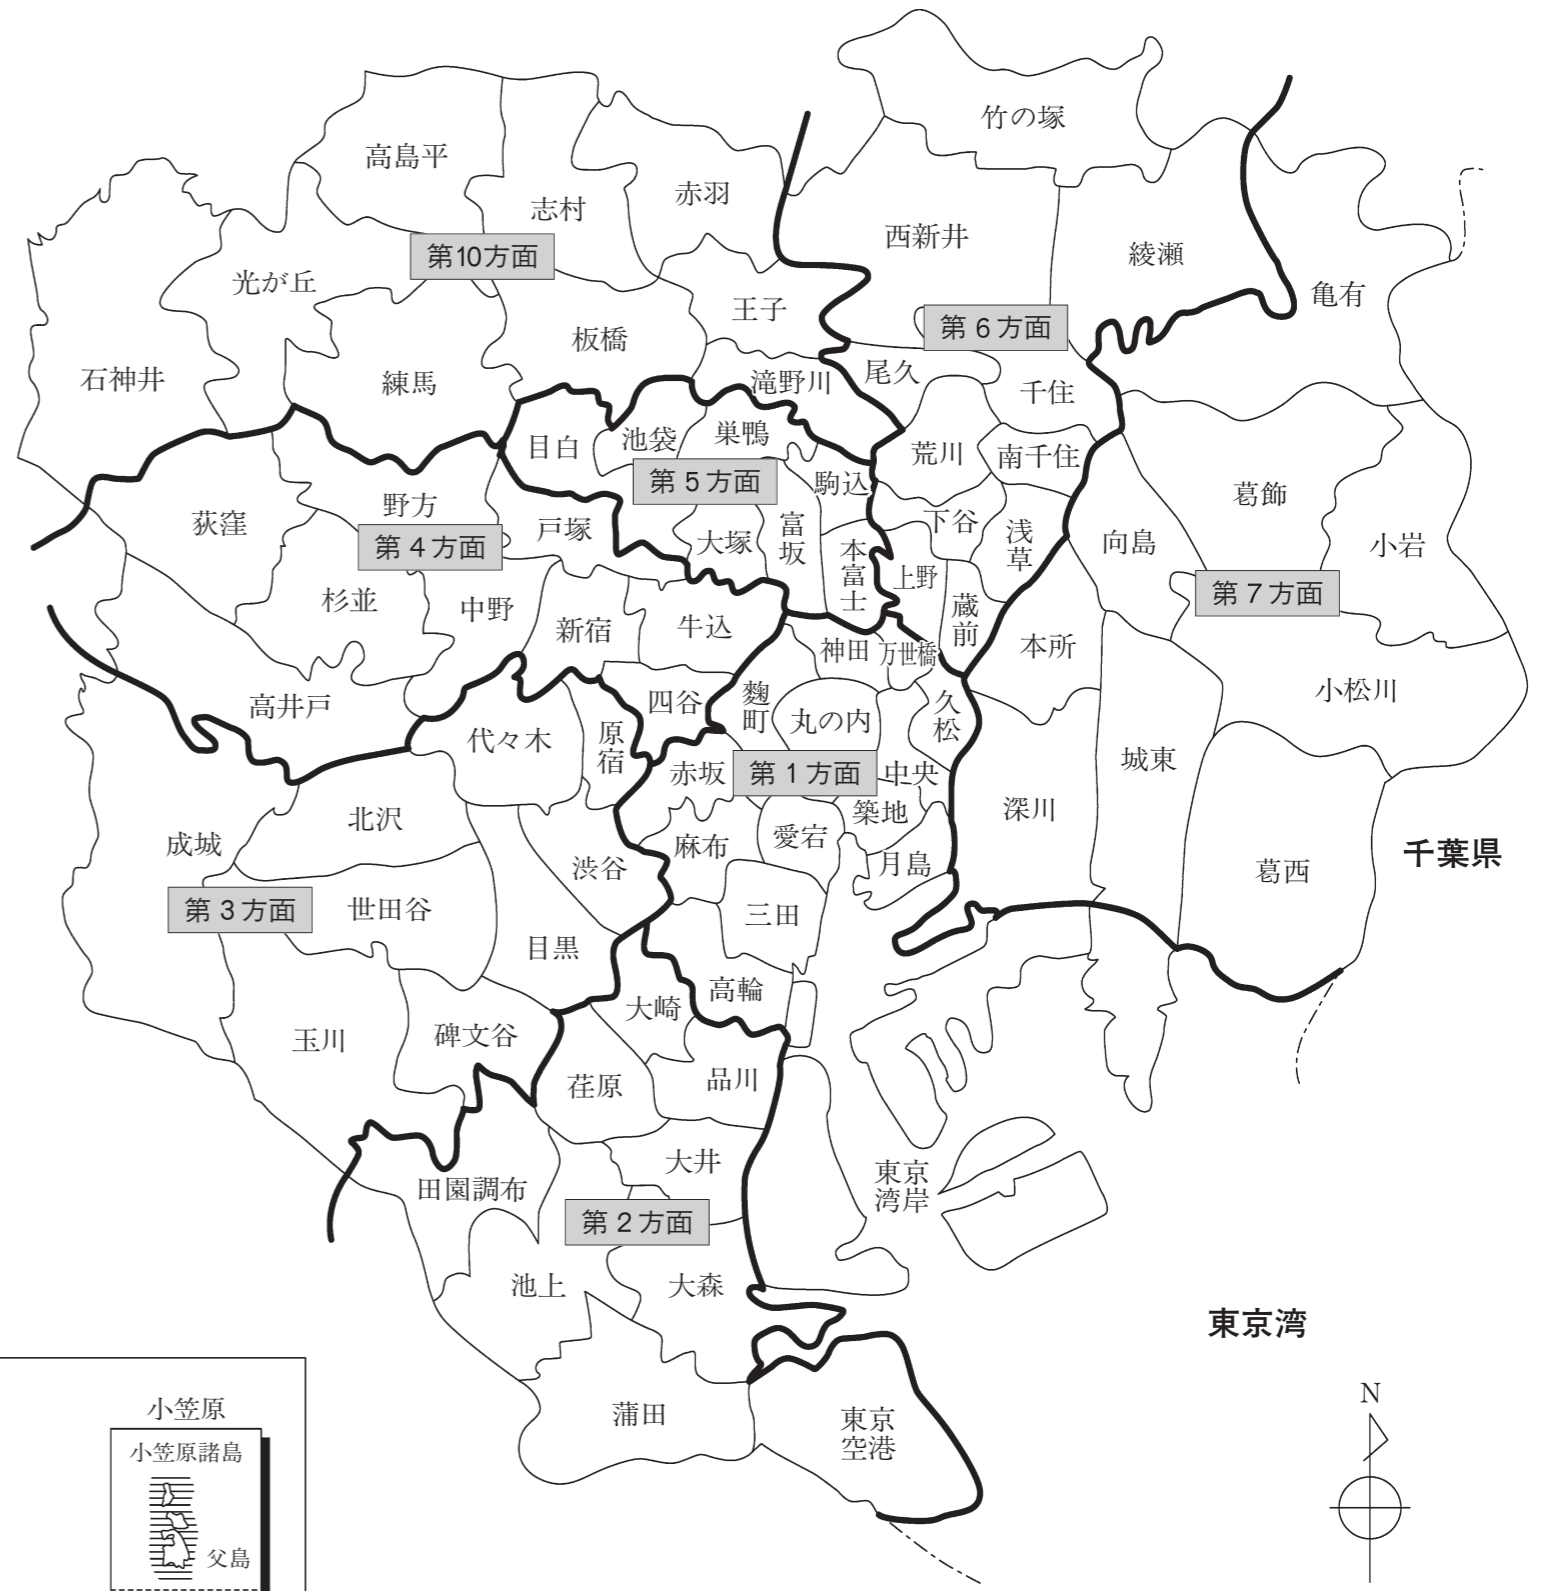 竹の塚
高島平
志村
赤羽
西新井
綾瀬
第10方面
光が丘
亀有
王子
第6方面
板橋
石神井
練馬
滝野川
尾久
千住
目白
池袋
巣鴨
荒川
南千住
第5方面
駒込
葛飾
荻窪
野方
戸塚
大塚
富坂
本富士
下谷
浅草
向島
小岩
第4方面
上野
第7方面
杉並
中野
新宿
牛込
蔵前
本所
神田
万世橋
高井戸
四谷
麴町
丸の内
久松
小松川
代々木
原宿
赤坂
第1方面
中央
城東
北沢
築地
深川
成城
渋谷
麻布
愛宕
月島
葛西
千葉県
第3方面
世田谷
三田
目黒
高輪
大崎
玉川
碑文谷
荏原
品川
大井
東京
湾岸
田園調布
第2方面
池上
大森
東京湾
蒲田
東京
空港
N
小笠原
小笠原諸島
父島